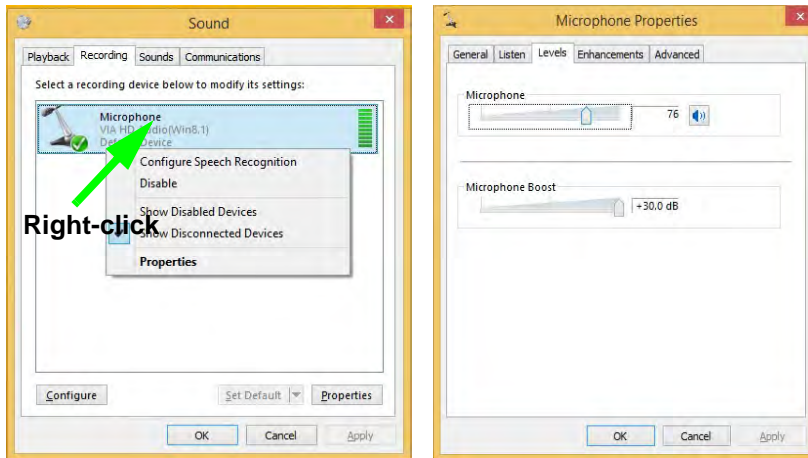 Sound
Playback Recording Sounds Communications
Select a recording device below to modify its settings:
Microphone
VIA HD Audio(Win8.1)
Default Device
Configure Speech Recognition
Disable
Show Disabled Devices
Right-click
Show Disconnected Devices
Properties
Configure Set Default Properties
OK Cancel Apply
Microphone Properties
General Listen Levels Enhancements Advanced
Microphone
76
Microphone Boost
+30.0 dB
OK Cancel Apply